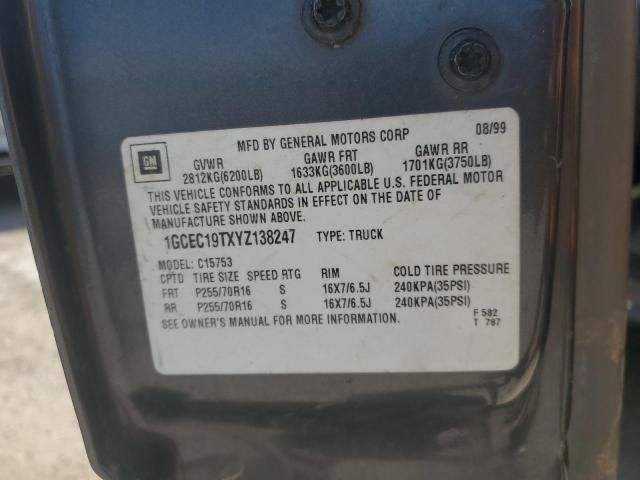 MFD BY GENERAL MOTORS CORP 08/99
GM
GVWR GAWR FRT GAWR RR
2812KG(6200LB) 1633KG(3600LB) 1701KG(3750LB)
THIS VEHICLE CONFORMS TO ALL APPLICABLE U.S. FEDERAL MOTOR
VEHICLE SAFETY STANDARDS IN EFFECT ON THE DATE OF
MANUFACTURE SHOWN ABOVE.
1GCEC19TXYZ138247 TYPE: TRUCK
MODEL: C15753
CPTD TIRE SIZE SPEED RTG RIM COLD TIRE PRESSURE
FRT P255/70R16 S 16X7/6.5J 240KPA(35PSI)
RR P255/70R16 S 16X7/6.5J 240KPA(35PSI)
SEE OWNER'S MANUAL FOR MORE INFORMATION.
F 582
T 787